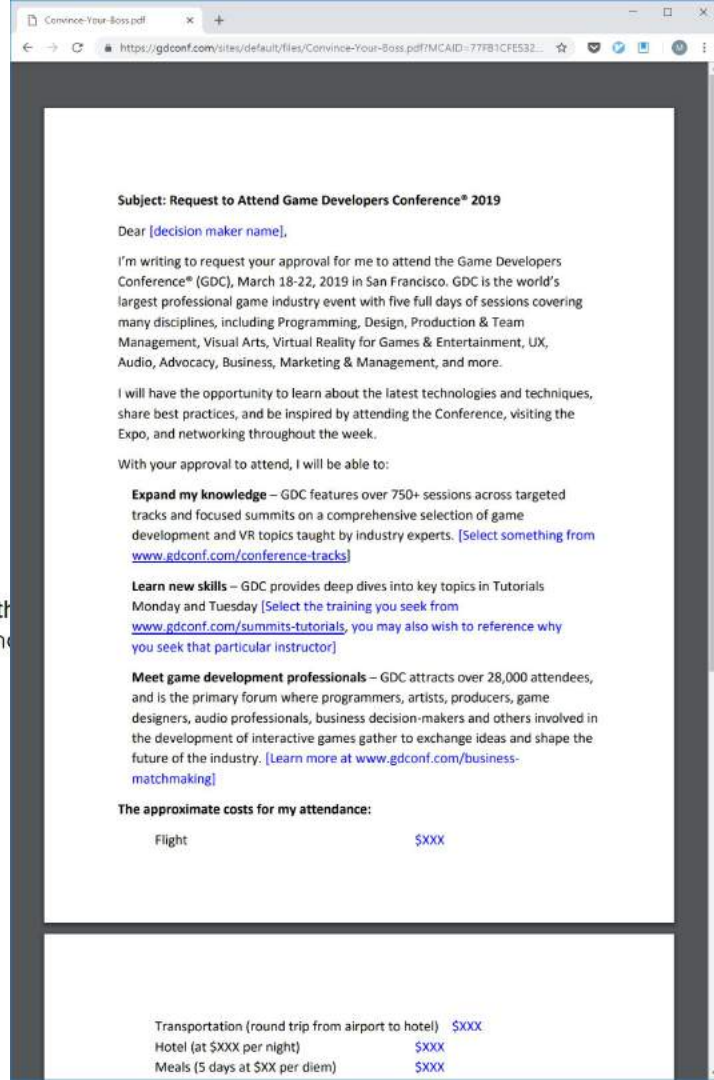 Convince-Your-Boss.pdf
https://gdconf.com/sites/default/files/Convince-Your-Boss.pdf?MCAID=77FB1CFE532...
M
Subject: Request to Attend Game Developers Conference® 2019
Dear [decision maker name],
I'm writing to request your approval for me to attend the Game Developers
Conference® (GDC), March 18-22, 2019 in San Francisco. GDC is the world's
largest professional game industry event with five full days of sessions covering
many disciplines, including Programming, Design, Production & Team
Management, Visual Arts, Virtual Reality for Games & Entertainment, UX,
Audio, Advocacy, Business, Marketing & Management, and more.
I will have the opportunity to learn about the latest technologies and techniques,
share best practices, and be inspired by attending the Conference, visiting the
Expo, and networking throughout the week.
With your approval to attend, I will be able to:
Expand my knowledge – GDC features over 750+ sessions across targeted
tracks and focused summits on a comprehensive selection of game
development and VR topics taught by industry experts. [Select something from
www.gdconf.com/conference-tracks]
Learn new skills – GDC provides deep dives into key topics in Tutorials
Monday and Tuesday [Select the training you seek from
www.gdconf.com/summits-tutorials, you may also wish to reference why
you seek that particular instructor]
Meet game development professionals – GDC attracts over 28,000 attendees,
and is the primary forum where programmers, artists, producers, game
designers, audio professionals, business decision-makers and others involved in
the development of interactive games gather to exchange ideas and shape the
future of the industry. [Learn more at www.gdconf.com/business-
matchmaking]
The approximate costs for my attendance:
Flight $XXX
Transportation (round trip from airport to hotel) $XXX
Hotel (at $XXX per night) $XXX
Meals (5 days at $XX per diem) $XXX